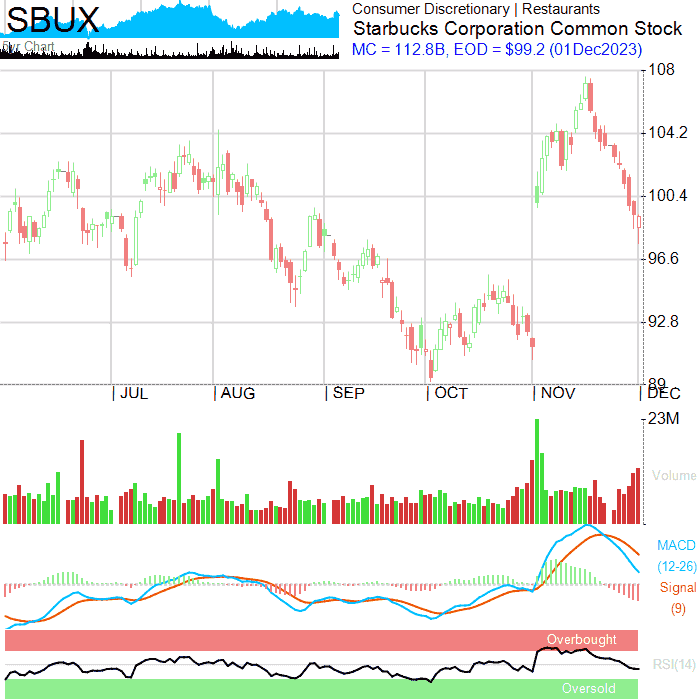 SBUX
5yr Chart
Consumer Discretionary | Restaurants
Starbucks Corporation Common Stock
MC = 112.8B, EOD = $99.2 (01Dec2023)
108
104.2
100.4
96.6
92.8
89
| JUL | AUG | SEP | OCT | NOV | DEC
23M
Volume
MACD
(12-26)
Signal
(9)
Overbought
RSI(14)
Oversold